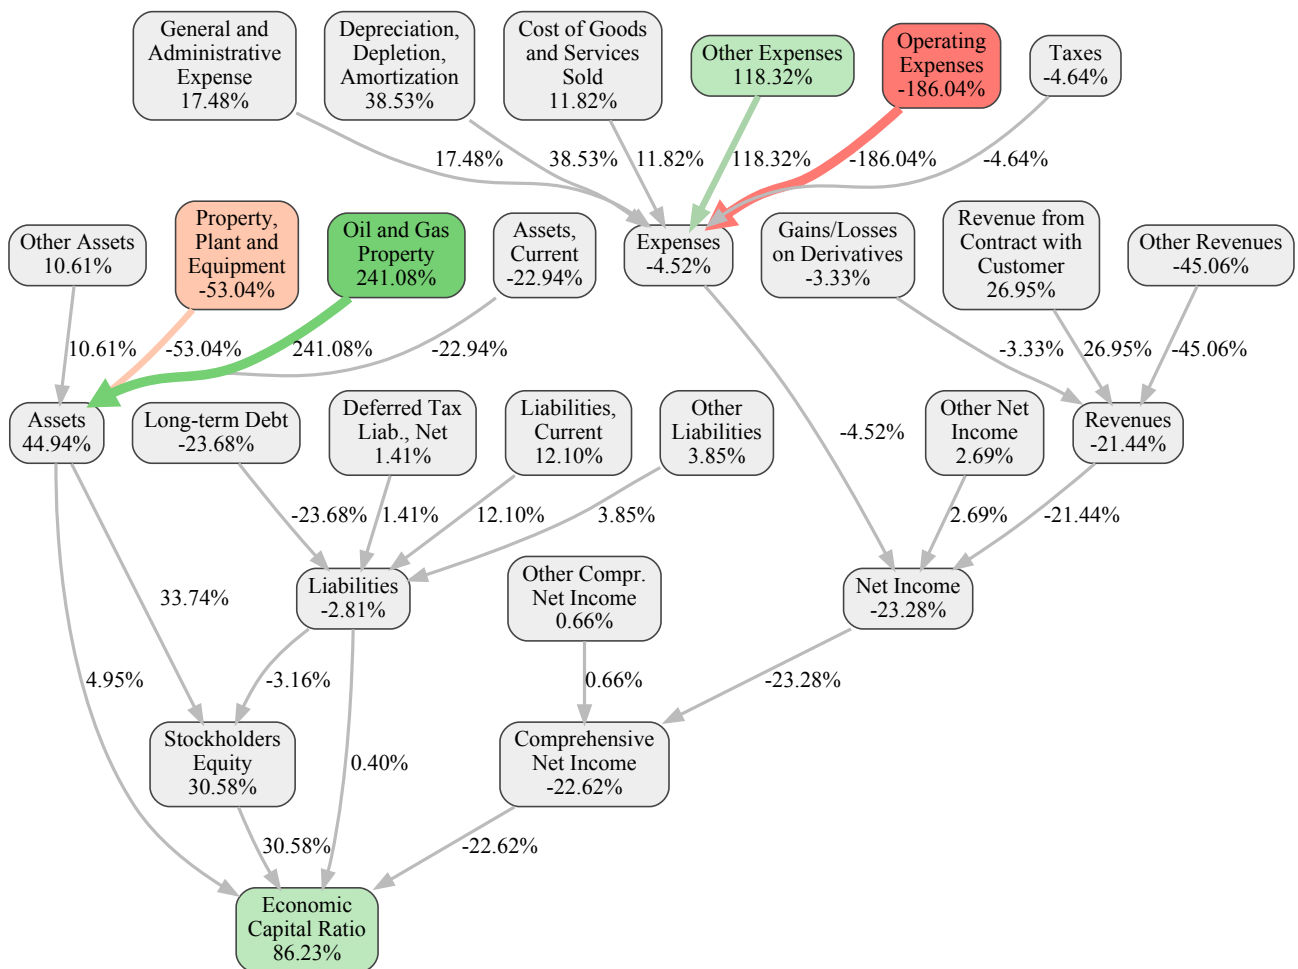 General and
Administrative
Expense
17.48%
Depreciation,
Depletion,
Amortization
38.53%
Cost of Goods
and Services
Sold
11.82%
Other Expenses
118.32%
Operating
Expenses
-186.04%
Taxes
-4.64%
17.48%
38.53%
11.82%
118.32%
-186.04%
-4.64%
Other Assets
10.61%
Property,
Plant and
Equipment
-53.04%
Oil and Gas
Property
241.08%
Assets,
Current
-22.94%
Expenses
-4.52%
Gains/Losses
on Derivatives
-3.33%
Revenue from
Contract with
Customer
26.95%
Other Revenues
-45.06%
10.61%
-53.04%
241.08%
-22.94%
-3.33%
26.95%
-45.06%
Assets
44.94%
Long-term Debt
-23.68%
Deferred Tax
Liab., Net
1.41%
Liabilities,
Current
12.10%
Other
Liabilities
3.85%
-4.52%
Other Net
Income
2.69%
Revenues
-21.44%
-23.68%
1.41%
12.10%
3.85%
2.69%
-21.44%
33.74%
Liabilities
-2.81%
Other Compr.
Net Income
0.66%
Net Income
-23.28%
4.95%
-3.16%
0.66%
-23.28%
Stockholders
Equity
30.58%
0.40%
Comprehensive
Net Income
-22.62%
30.58%
-22.62%
Economic
Capital Ratio
86.23%